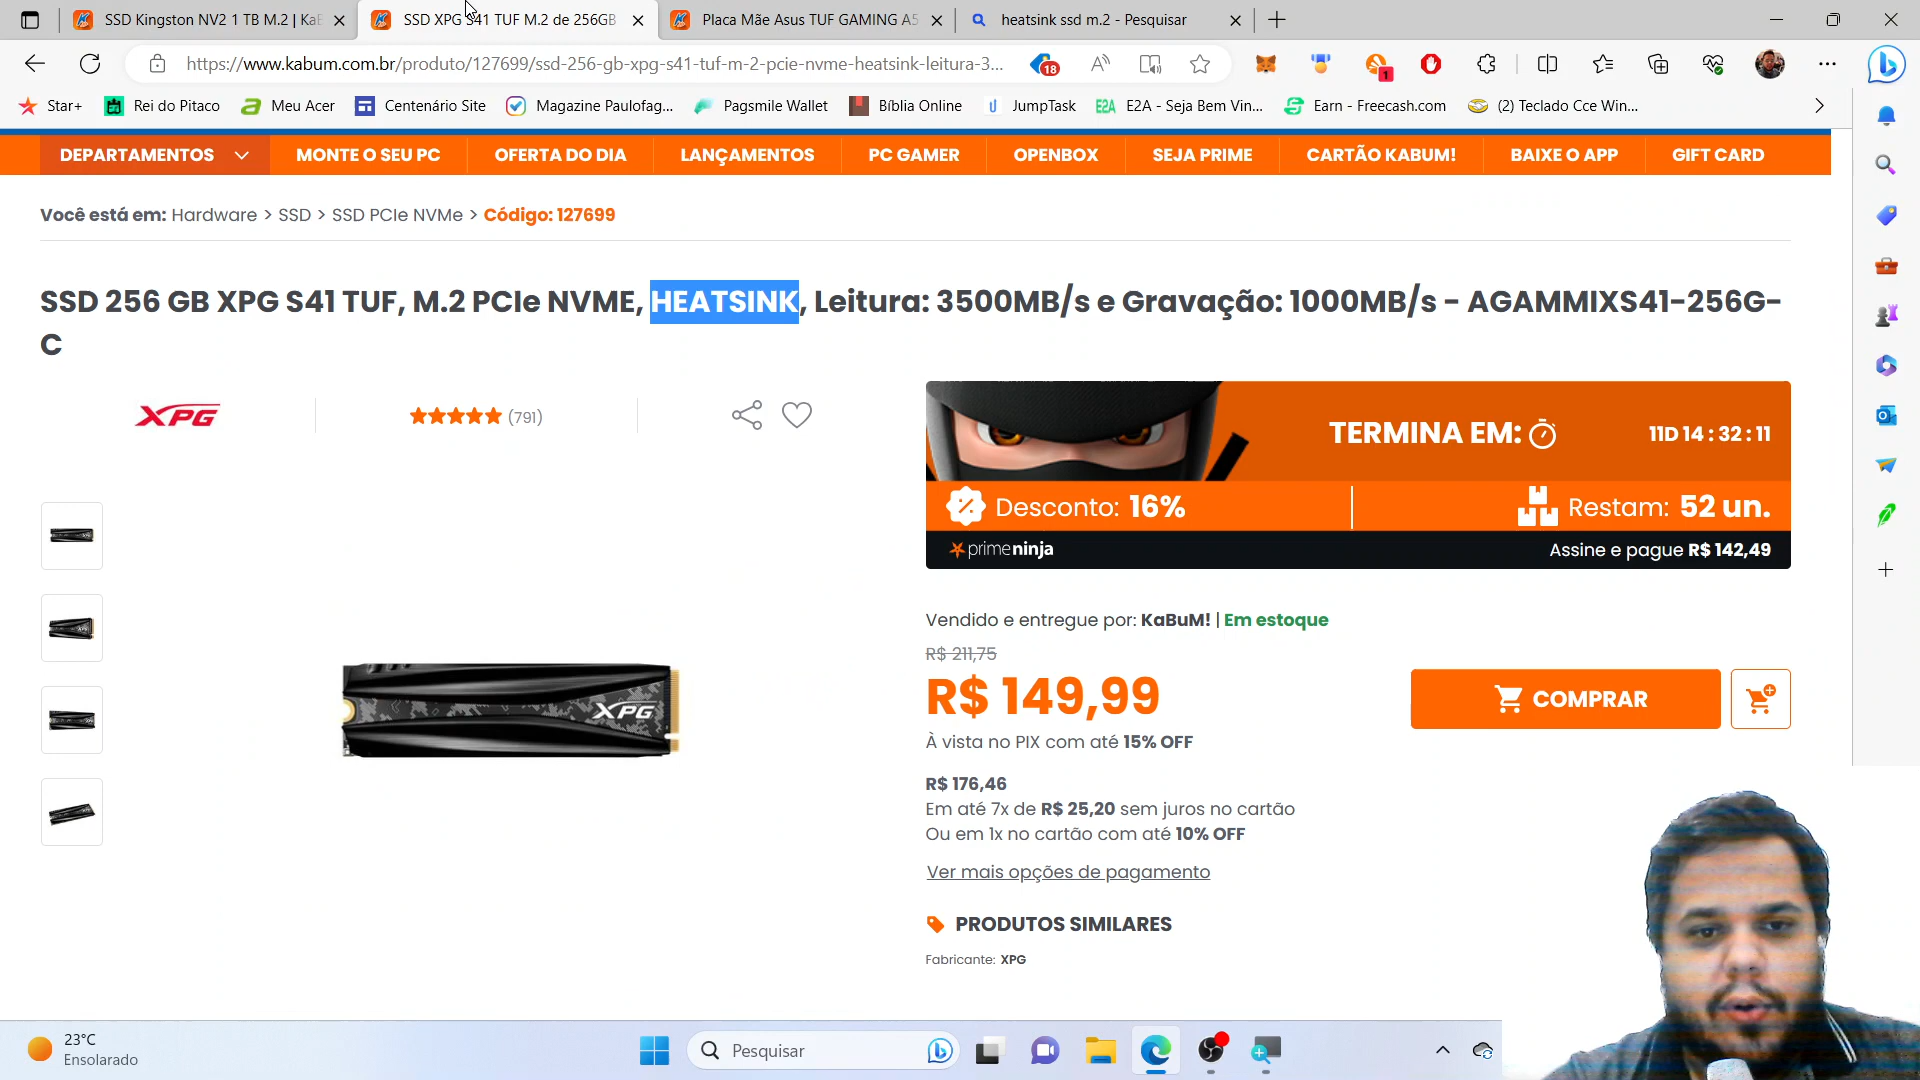 SSD Kingston NV2 1 TB M.2 | KaB
SSD XPG S41 TUF M.2 de 256GB
Placa Mãe Asus TUF GAMING A5
heatsink ssd m.2 - Pesquisar
https://www.kabum.com.br/produto/127699/ssd-256-gb-xpg-s41-tuf-m-2-pcie-nvme-heatsink-leitura-3...
18
1
Star+
Rei do Pitaco
Meu Acer
Centenário Site
Magazine Paulofag...
Pagsmile Wallet
Bíblia Online
JumpTask
E2A E2A - Seja Bem Vin...
Earn - Freecash.com
(2) Teclado Cce Win...
DEPARTAMENTOS
MONTE O SEU PC
OFERTA DO DIA
LANÇAMENTOS
PC GAMER
OPENBOX
SEJA PRIME
CARTÃO KABUM!
BAIXE O APP
GIFT CARD
Você está em: Hardware > SSD > SSD PCIe NVMe > Código: 127699
SSD 256 GB XPG S41 TUF, M.2 PCIe NVME, HEATSINK, Leitura: 3500MB/s e Gravação: 1000MB/s - AGAMMIXS41-256G-
C
XPG
(791)
TERMINA EM:
11D 14 : 32 : 11
Desconto: 16%
Restam: 52 un.
primeninja
Assine e pague R$ 142,49
XPG
Vendido e entregue por: KaBuM! | Em estoque
R$ 211,75
R$ 149,99
COMPRAR
À vista no PIX com até 15% OFF
R$ 176,46
Em até 7x de R$ 25,20 sem juros no cartão
Ou em 1x no cartão com até 10% OFF
Ver mais opções de pagamento
PRODUTOS SIMILARES
Fabricante: XPG
23°C
Ensolarado
Pesquisar